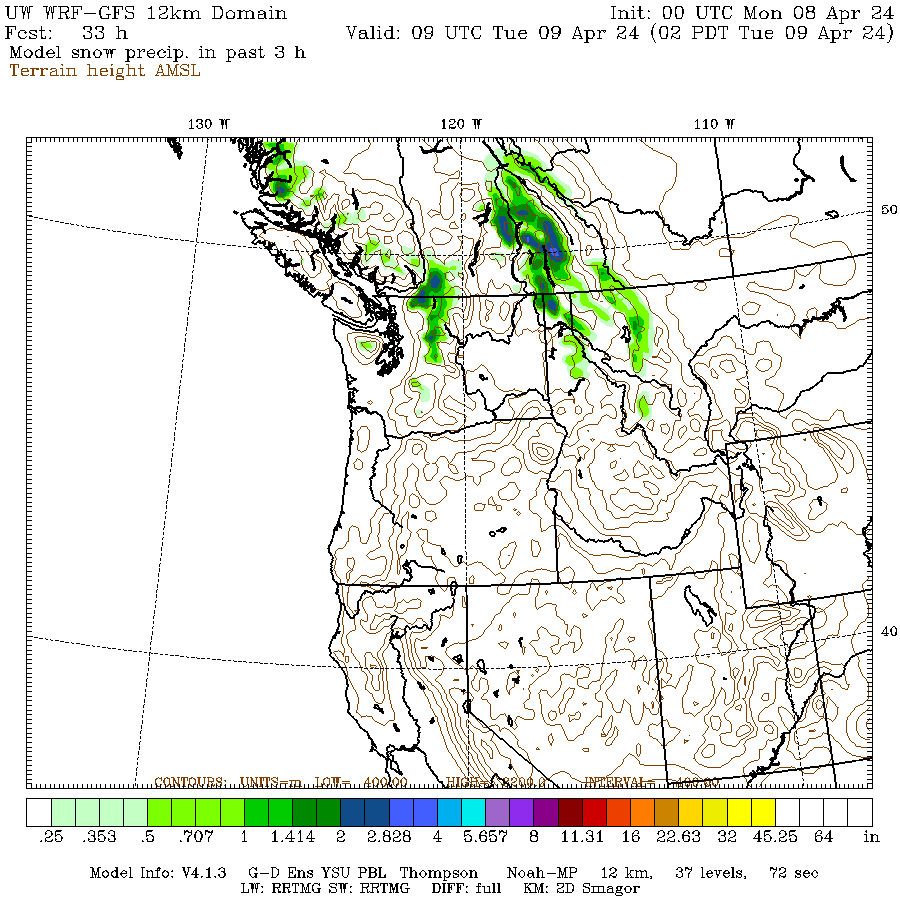 UW WRF-GFS 12km Domain Init: 00 UTC Mon 08 Apr 24
Fcst: 33 h Valid: 09 UTC Tue 09 Apr 24 (02 PDT Tue 09 Apr 24)
Model snow precip. in past 3 h
Terrain height AMSL
130 W 120 W 110 W
50
40
CONTOURS: UNITS=m LOW= 400.00 HIGH= 3200.0 INTERVAL= 400.00
.25 .353 .5 .707 1 1.414 2 2.828 4 5.657 8 11.31 16 22.63 32 45.25 64 in
Model Info: V4.1.3 G-D Ens YSU PBL Thompson Noah-MP 12 km, 37 levels, 72 sec
LW: RRTMG SW: RRTMG DIFF: full KM: 2D Smagor